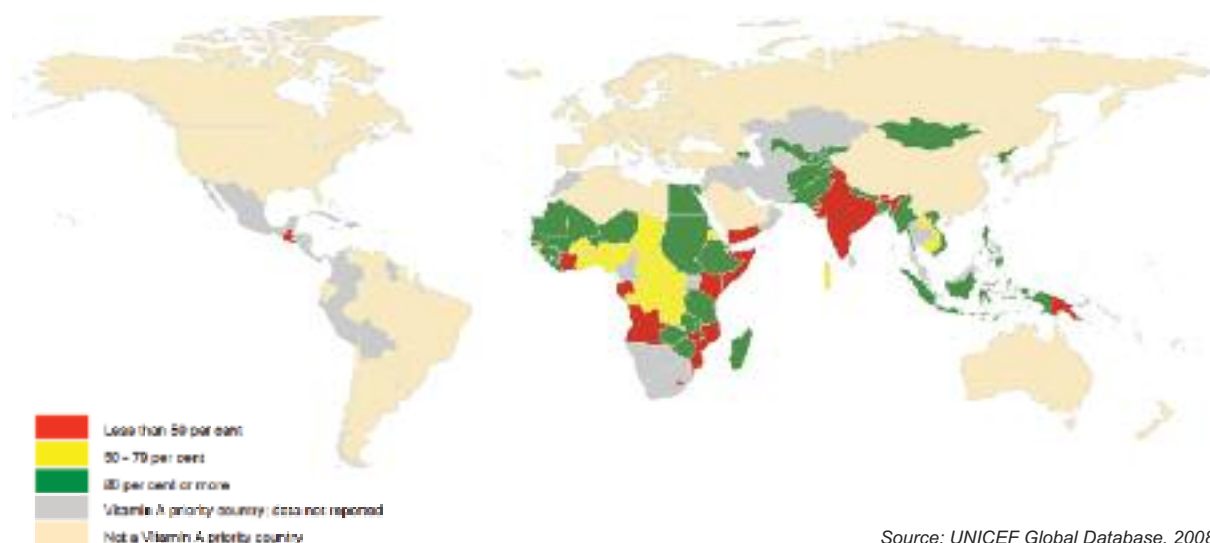 Less than 50 per cent
50 – 79 per cent
80 per cent or more
Vitamin A priority country; data not reported
Not a Vitamin A priority country
Source: UNICEF Global Database, 2008